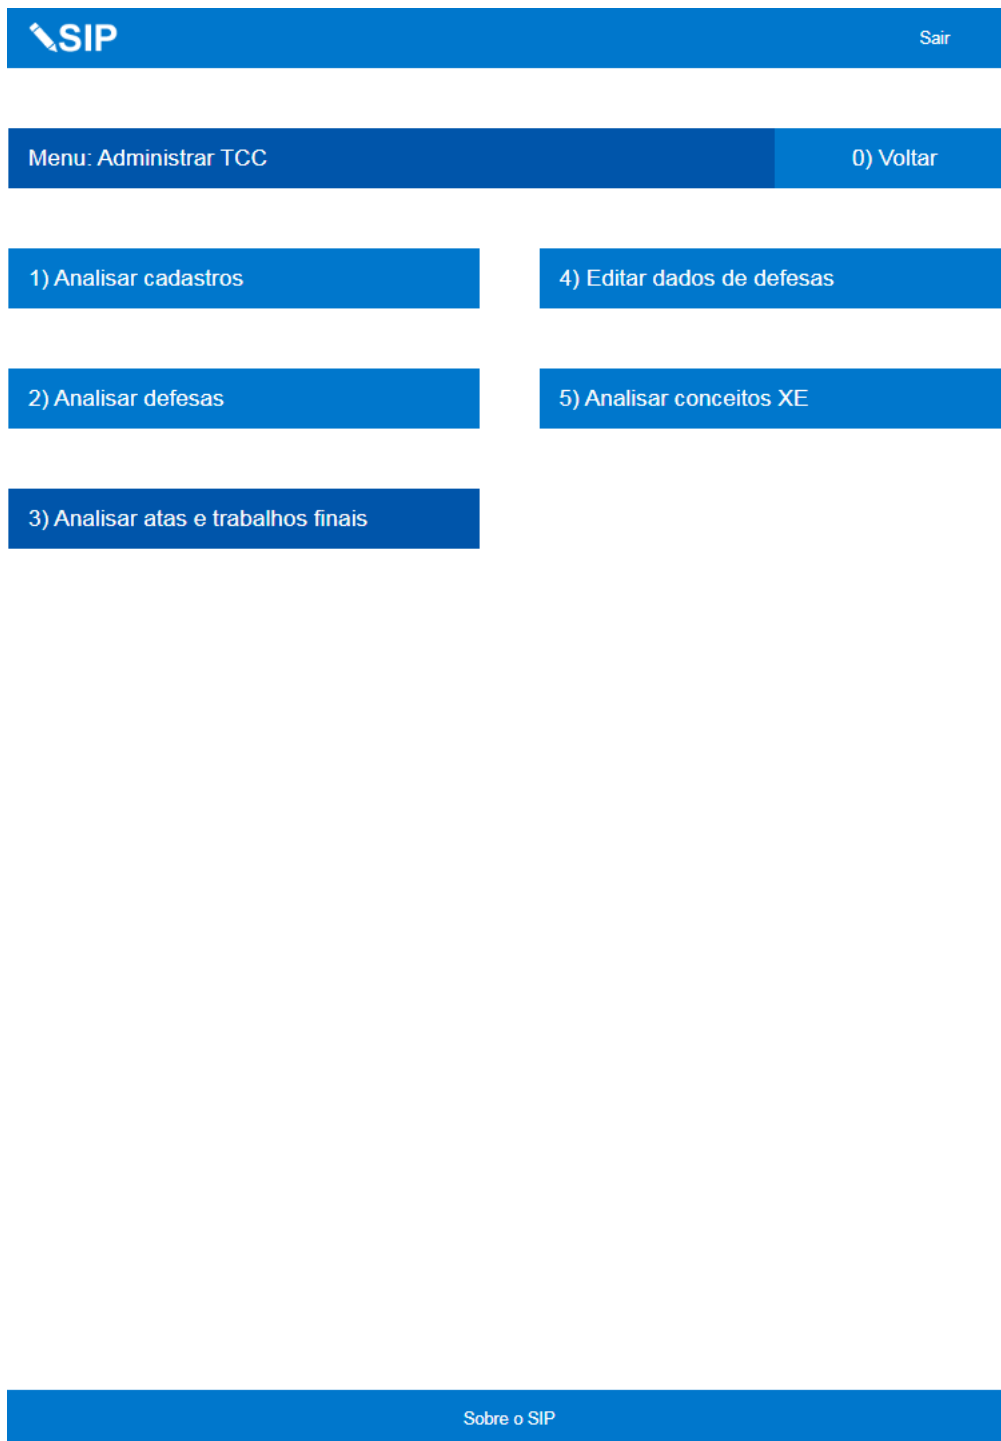 SIP
Sair
Menu: Administrar TCC
0) Voltar
1) Analisar cadastros
4) Editar dados de defesas
2) Analisar defesas
5) Analisar conceitos XE
3) Analisar atas e trabalhos finais
Sobre o SIP